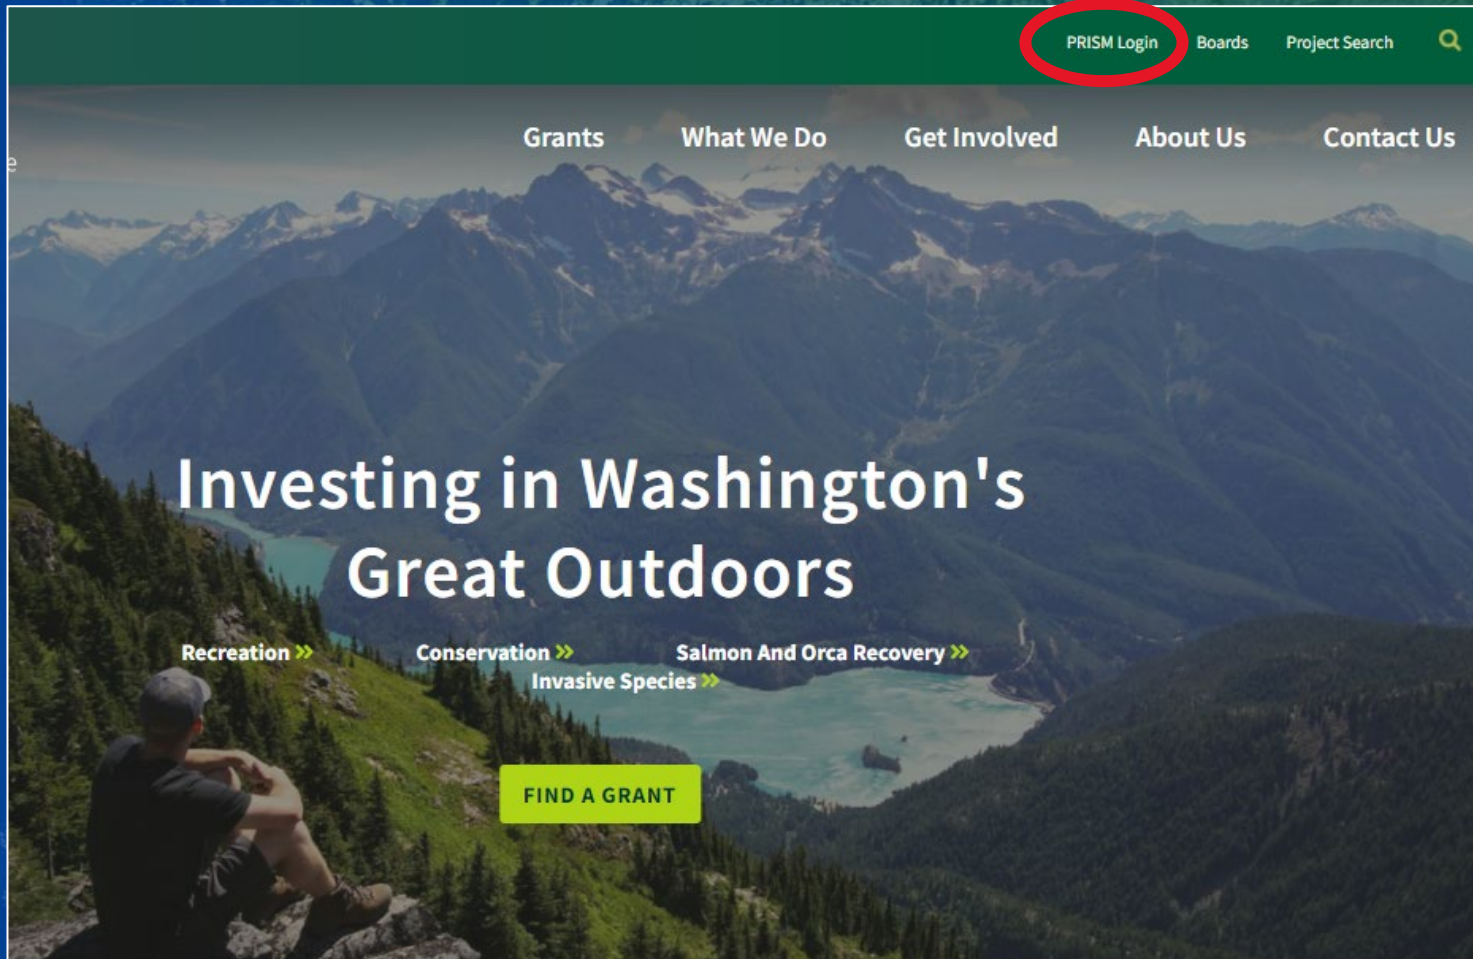 PRISM Login Boards Project Search
Grants What We Do Get Involved About Us Contact Us
e
Investing in Washington's
Great Outdoors
Recreation » Conservation » Salmon And Orca Recovery »
Invasive Species »
FIND A GRANT